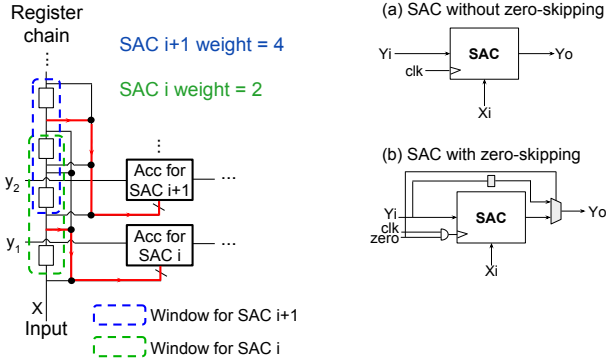 Register
chain
SAC i+1 weight = 4
SAC i weight = 2
y2
Acc for
SAC i+1
...
y1
Acc for
SAC i
...
X
Input
Window for SAC i+1
Window for SAC i
(a) SAC without zero-skipping
Yi
SAC
Yo
clk
Xi
(b) SAC with zero-skipping
Yi
SAC
Yo
clk
zero
Xi